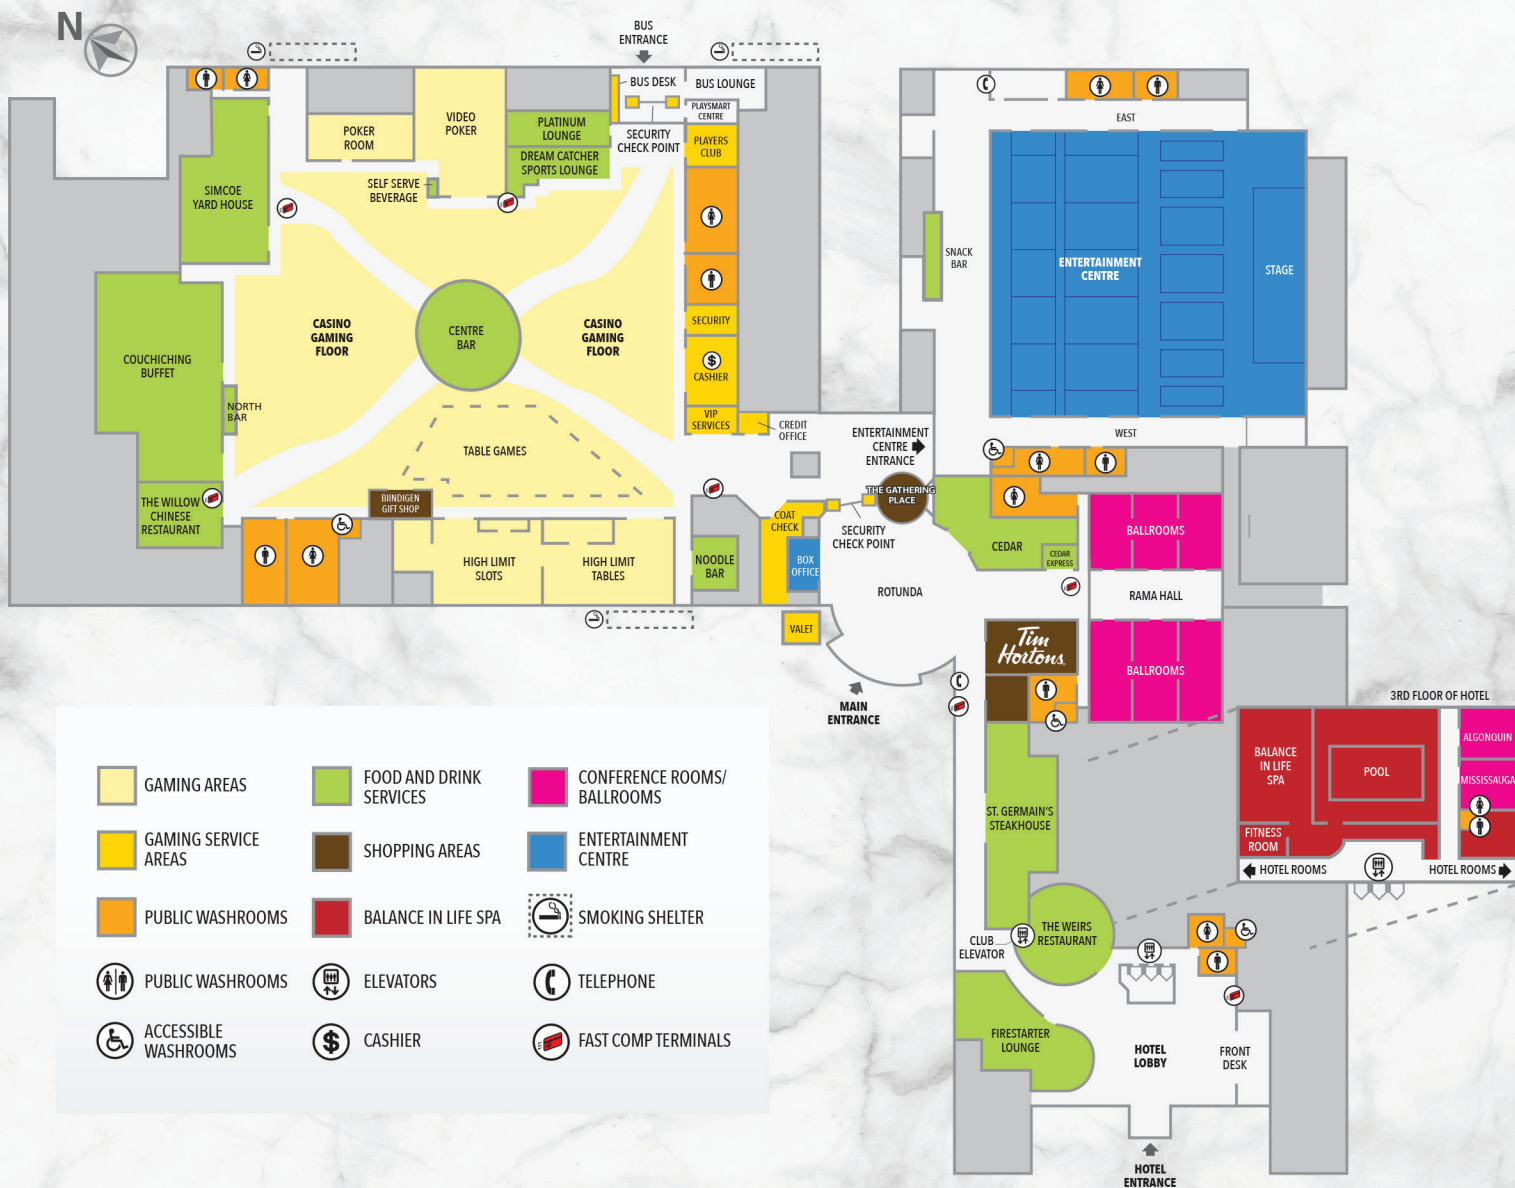 N
BUS
ENTRANCE
BUS DESK
BUS LOUNGE
PLAYSMART
CENTRE
SECURITY
CHECK POINT
PLAYERS
CLUB
VIDEO
POKER
POKER
ROOM
PLATINUM
LOUNGE
DREAM CATCHER
SPORTS LOUNGE
SELF SERVE
BEVERAGE
SIMCOE
YARD HOUSE
EAST
SNACK
BAR
ENTERTAINMENT
CENTRE
STAGE
WEST
CASINO
GAMING
FLOOR
CENTRE
BAR
CASINO
GAMING
FLOOR
SECURITY
$
CASHIER
VIP
SERVICES
CREDIT
OFFICE
COUCHICHING
BUFFET
NORTH
BAR
TABLE GAMES
ENTERTAINMENT
CENTRE
ENTRANCE
THE GATHERING
PLACE
THE WILLOW
CHINESE
RESTAURANT
BIINDIGEN
GIFT SHOP
HIGH LIMIT
SLOTS
HIGH LIMIT
TABLES
NOODLE
BAR
COAT
CHECK
BOX
OFFICE
SECURITY
CHECK POINT
VALET
ROTUNDA
CEDAR
CEDAR
EXPRESS
BALLROOMS
RAMA HALL
BALLROOMS
Tim
Hortons
MAIN
ENTRANCE
3RD FLOOR OF HOTEL
BALANCE
IN LIFE
SPA
POOL
ALGONQUIN
MISSISSAUGA
FITNESS
ROOM
HOTEL ROOMS
HOTEL ROOMS
ST. GERMAIN'S
STEAKHOUSE
THE WEIRS
RESTAURANT
CLUB
ELEVATOR
FIRESTARTER
LOUNGE
HOTEL
LOBBY
FRONT
DESK
HOTEL
ENTRANCE
GAMING AREAS
FOOD AND DRINK
SERVICES
CONFERENCE ROOMS/
BALLROOMS
GAMING SERVICE
AREAS
SHOPPING AREAS
ENTERTAINMENT
CENTRE
PUBLIC WASHROOMS
BALANCE IN LIFE SPA
SMOKING SHELTER
PUBLIC WASHROOMS
ELEVATORS
TELEPHONE
ACCESSIBLE
WASHROOMS
$
CASHIER
FAST COMP TERMINALS